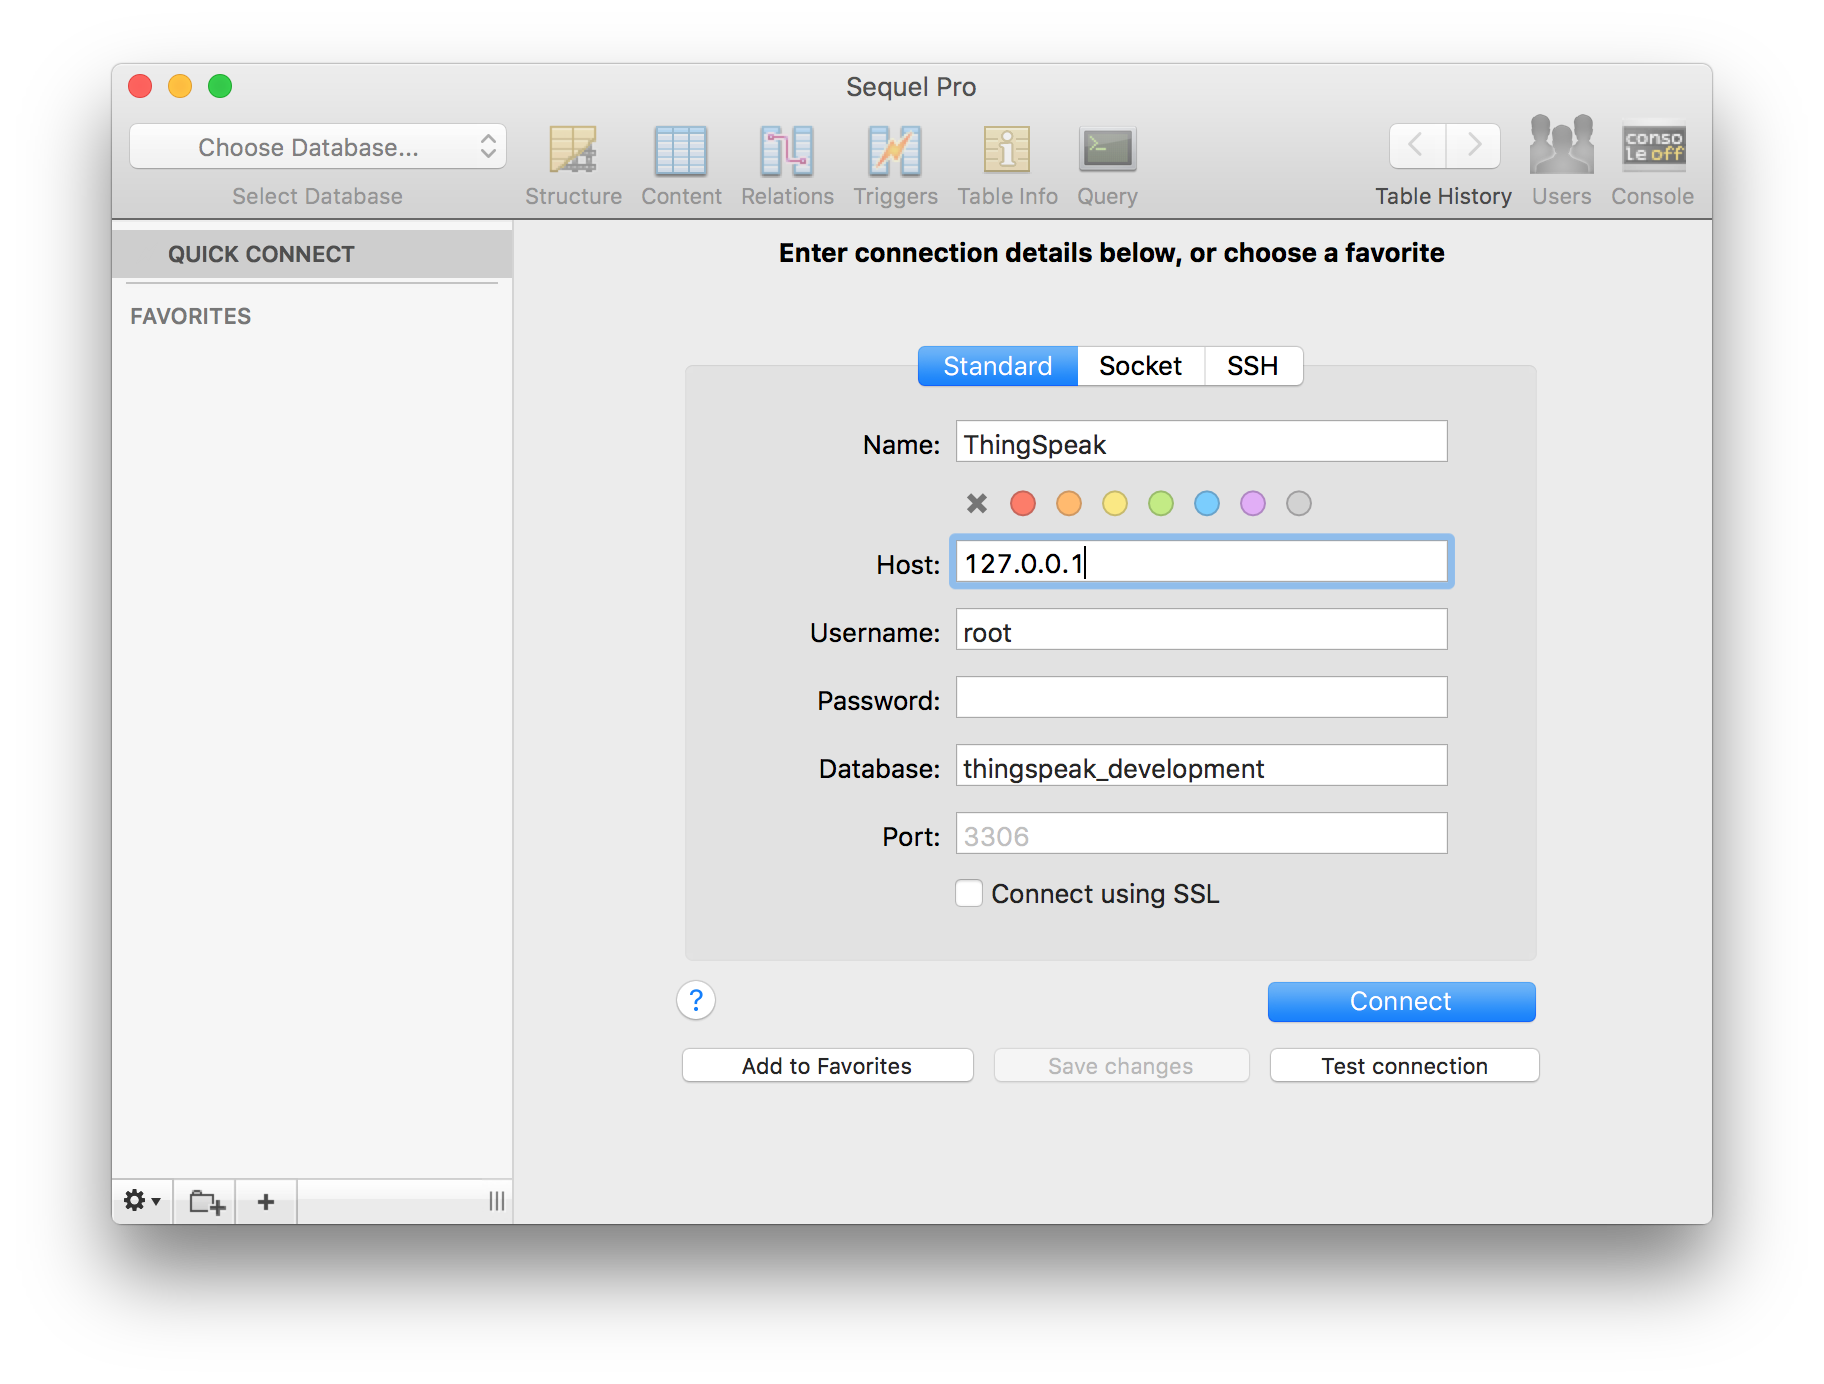 Sequel Pro
Choose Database...
Select Database
Structure
Content
Relations
Triggers
Table Info
Query
Table History
Users
conso
le off
Console
QUICK CONNECT
FAVORITES
Enter connection details below, or choose a favorite
Standard
Socket
SSH
Name: ThingSpeak
Host: 127.0.0.1
Username: root
Password:
Database: thingspeak_development
Port: 3306
Connect using SSL
?
Connect
Add to Favorites
Save changes
Test connection